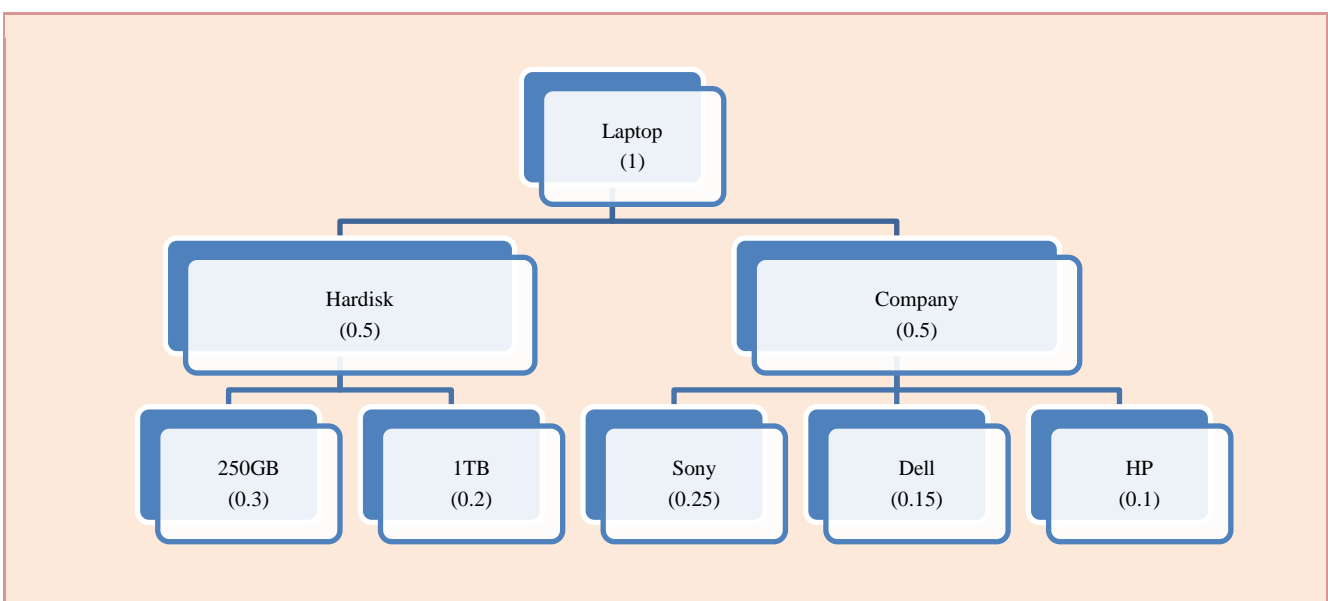 Laptop
(1)
Hardisk
(0.5)
Company
(0.5)
250GB
(0.3)
1TB
(0.2)
Sony
(0.25)
Dell
(0.15)
HP
(0.1)